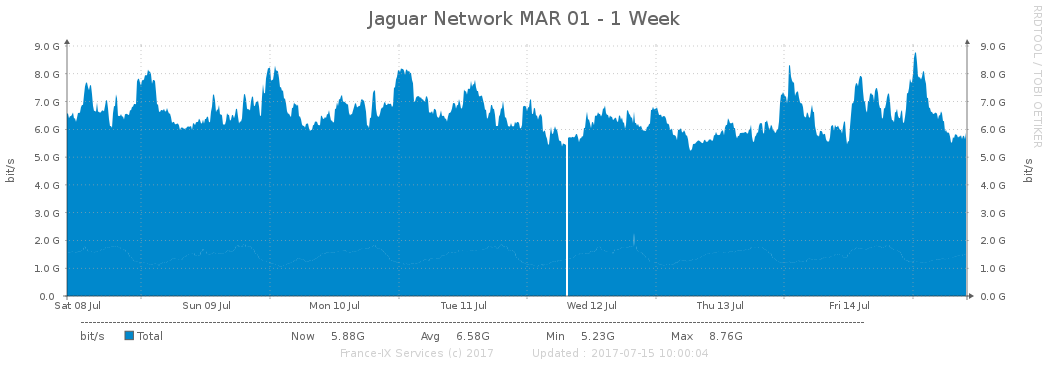 Jaguar Network MAR 01 - 1 Week
RRDTOOL / TOBI OETIKER
9.0 G 9.0 G
8.0 G 8.0 G
7.0 G 7.0 G
6.0 G 6.0 G
5.0 G 5.0 G
4.0 G 4.0 G
3.0 G 3.0 G
2.0 G 2.0 G
1.0 G 1.0 G
0.0 0.0 G
bit/s bit/s
Sat 08 Jul Sun 09 Jul Mon 10 Jul Tue 11 Jul Wed 12 Jul Thu 13 Jul Fri 14 Jul
bit/s Total Now 5.88G Avg 6.58G Min 5.23G Max 8.76G
France-IX Services (c) 2017 Updated : 2017-07-15 10:00:04